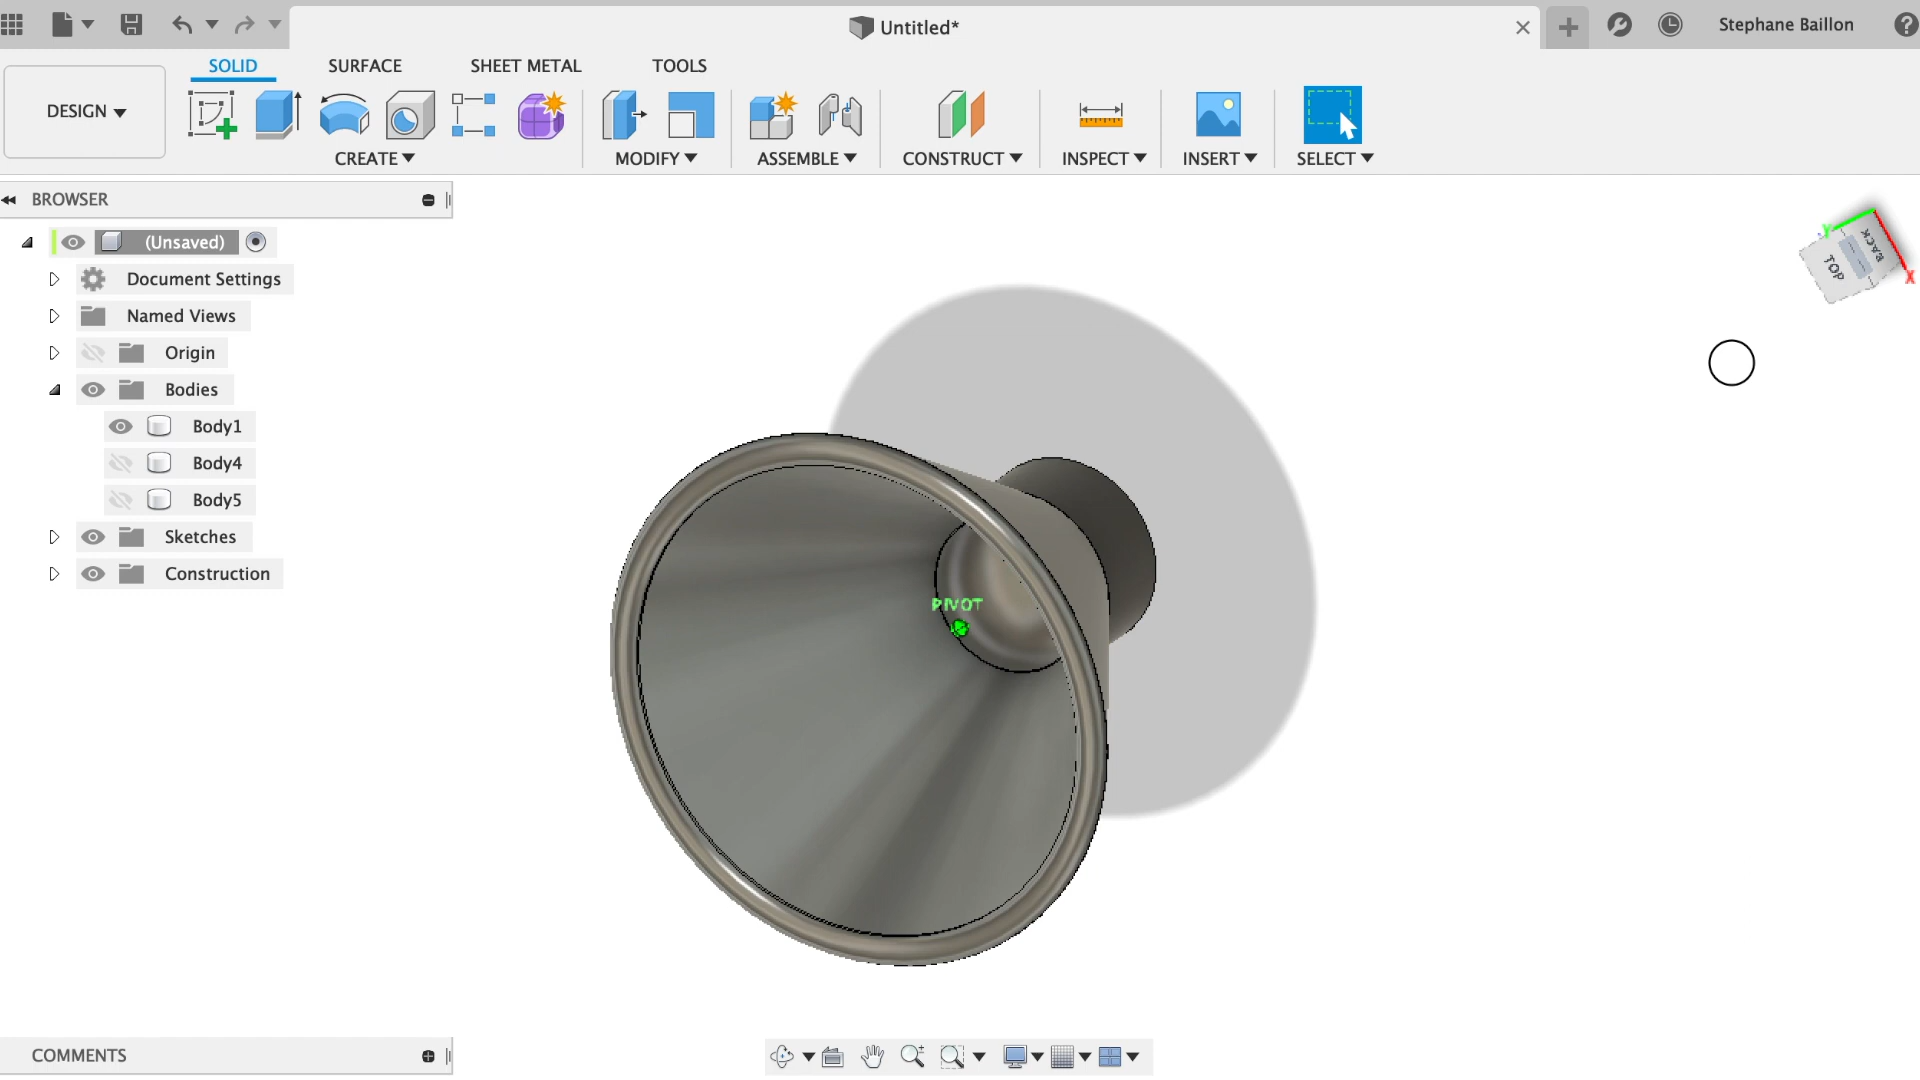 Untitled*
Stephane Baillon
SOLID
SURFACE
SHEET METAL
TOOLS
DESIGN
CREATE
MODIFY
ASSEMBLE
CONSTRUCT
INSPECT
INSERT
SELECT
BROWSER
(Unsaved)
Document Settings
Named Views
Origin
Bodies
Body1
Body4
Body5
Sketches
Construction
Y
BACK
TOP
X
PIVOT
COMMENTS